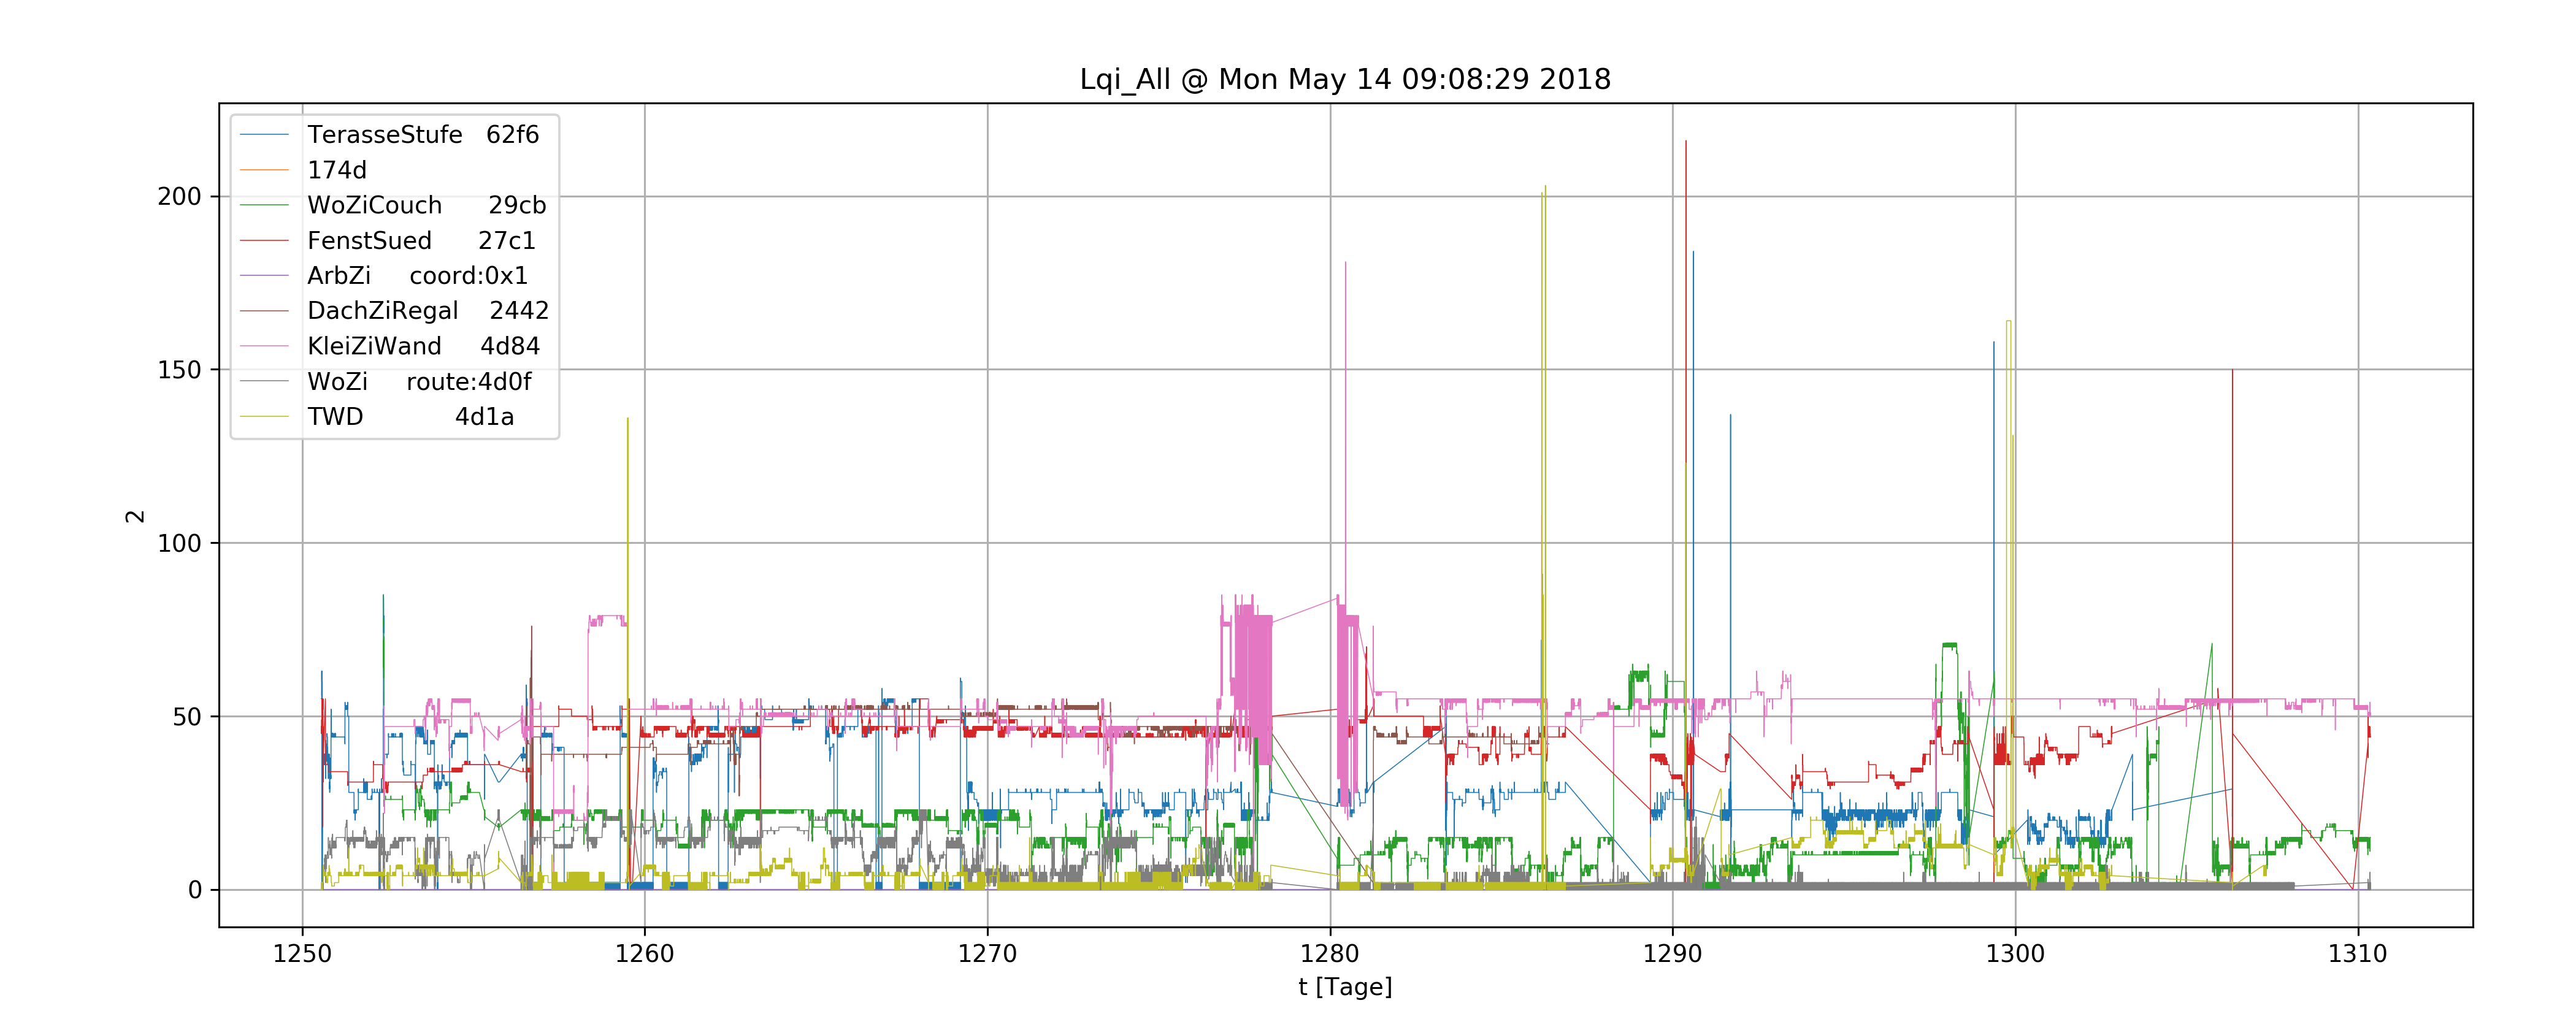 Lqi_All @ Mon May 14 09:08:29 2018
TerasseStufe 62f6
174d
WoZiCouch 29cb
FenstSued 27c1
ArbZi coord:0x1
DachZiRegal 2442
KleiZiWand 4d84
WoZi route:4d0f
TWD 4d1a
200
150
100
50
0
2
1250 1260 1270 1280 1290 1300 1310
t [Tage]